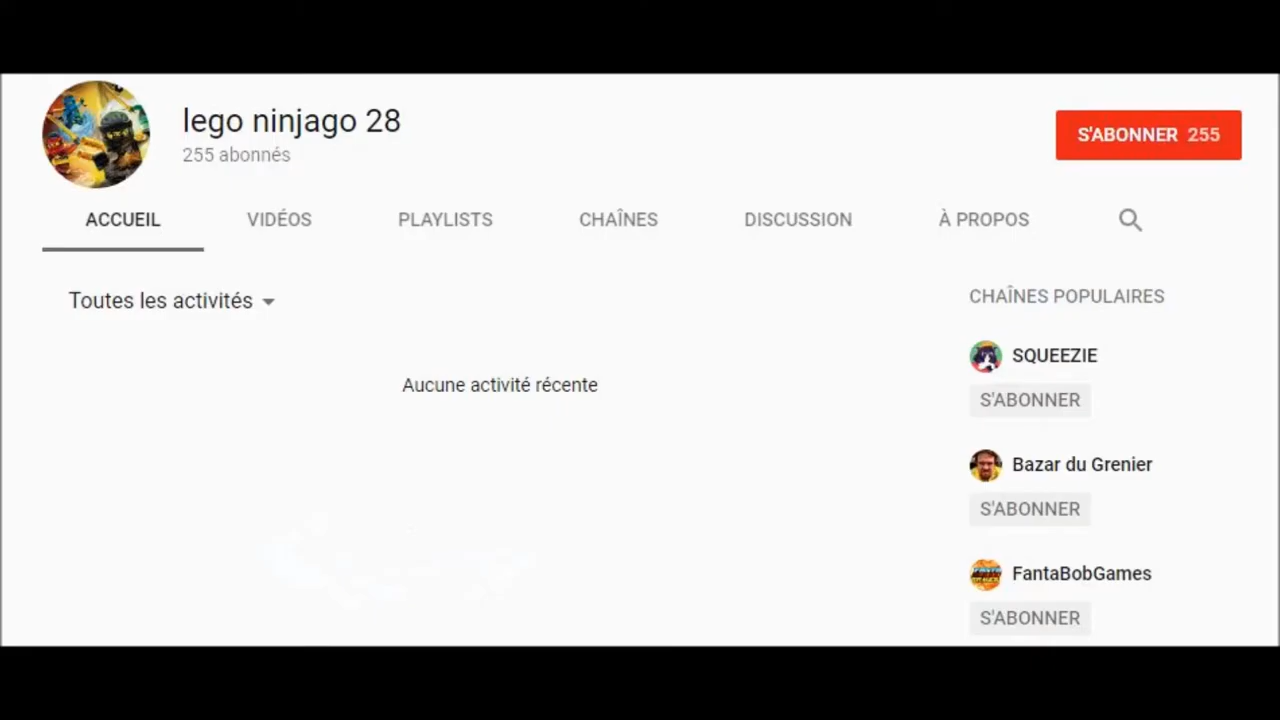 lego ninjago 28
255 abonnés
S'ABONNER 255
ACCUEIL VIDÉOS PLAYLISTS CHAÎNES DISCUSSION À PROPOS
Toutes les activités
Aucune activité récente
CHAÎNES POPULAIRES
SQUEEZIE
S'ABONNER
Bazar du Grenier
S'ABONNER
FantaBobGames
S'ABONNER